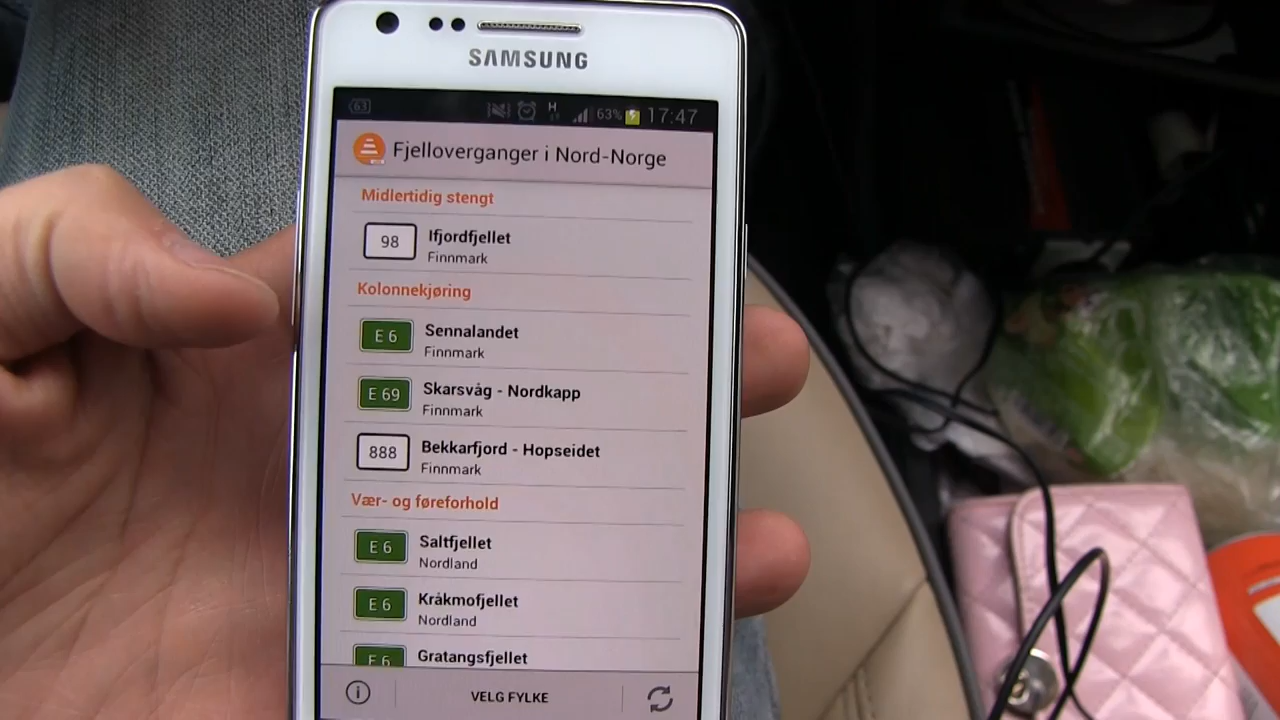 SAMSUNG
63 H 63% 17:47
Fjelloverganger i Nord-Norge
Midlertidig stengt
98 Ifjordfjellet
Finnmark
Kolonnekjøring
E 6 Sennalandet
Finnmark
E 69 Skarsvåg - Nordkapp
Finnmark
888 Bekkarfjord - Hopseidet
Finnmark
Vær- og føreforhold
E 6 Saltfjellet
Nordland
E 6 Kråkmofjellet
Nordland
E 6 Gratangsfjellet
VELG FYLKE